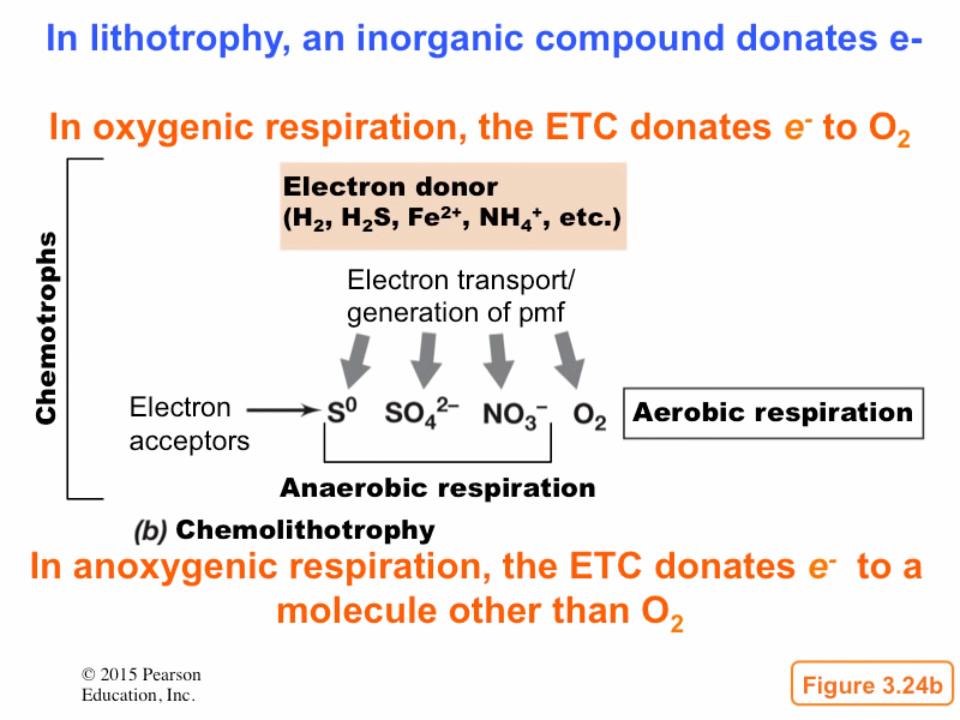 In lithotrophy, an inorganic compound donates e-
In oxygenic respiration, the ETC donates e⁻ to O₂
Electron donor
(H₂, H₂S, Fe²⁺, NH₄⁺, etc.)
Chemotrophs
Electron transport/
generation of pmf
Electron
acceptors
S⁰ SO₄²⁻ NO₃⁻ O₂
Aerobic respiration
Anaerobic respiration
(b) Chemolithotrophy
In anoxygenic respiration, the ETC donates e⁻ to a
molecule other than O₂
© 2015 Pearson
Education, Inc.
Figure 3.24b